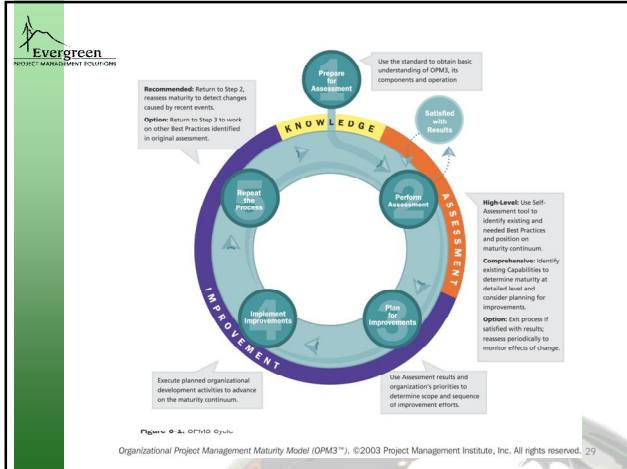 Evergreen
PROJECT MANAGEMENT SOLUTIONS
1
Prepare
for
Assessment
Use the standard to obtain basic
understanding of OPM3, its
components and operation
Recommended: Return to Step 2,
reassess maturity to detect changes
caused by recent events.
Option: Return to Step 3 to work
on other Best Practices identified
in original assessment.
KNOWLEDGE
Satisfied
with
Results
5
Repeat
the
Process
2
Perform
Assessment
ASSESSMENT
High-Level: Use Self-
Assessment tool to
identify existing and
needed Best Practices
and position on
maturity continuum.
Comprehensive: Identify
existing Capabilities to
determine maturity at
detailed level and
consider planning for
improvements.
Option: Exit process if
satisfied with results;
reassess periodically to
monitor effects of change.
IMPROVEMENT
4
Implement
Improvements
3
Plan
for
Improvements
Execute planned organizational
development activities to advance
on the maturity continuum.
Use Assessment results and
organization's priorities to
determine scope and sequence
of improvement efforts.
Figure OPM3 Cycle
Organizational Project Management Maturity Model (OPM3™). ©2003 Project Management Institute, Inc. All rights reserved. 29